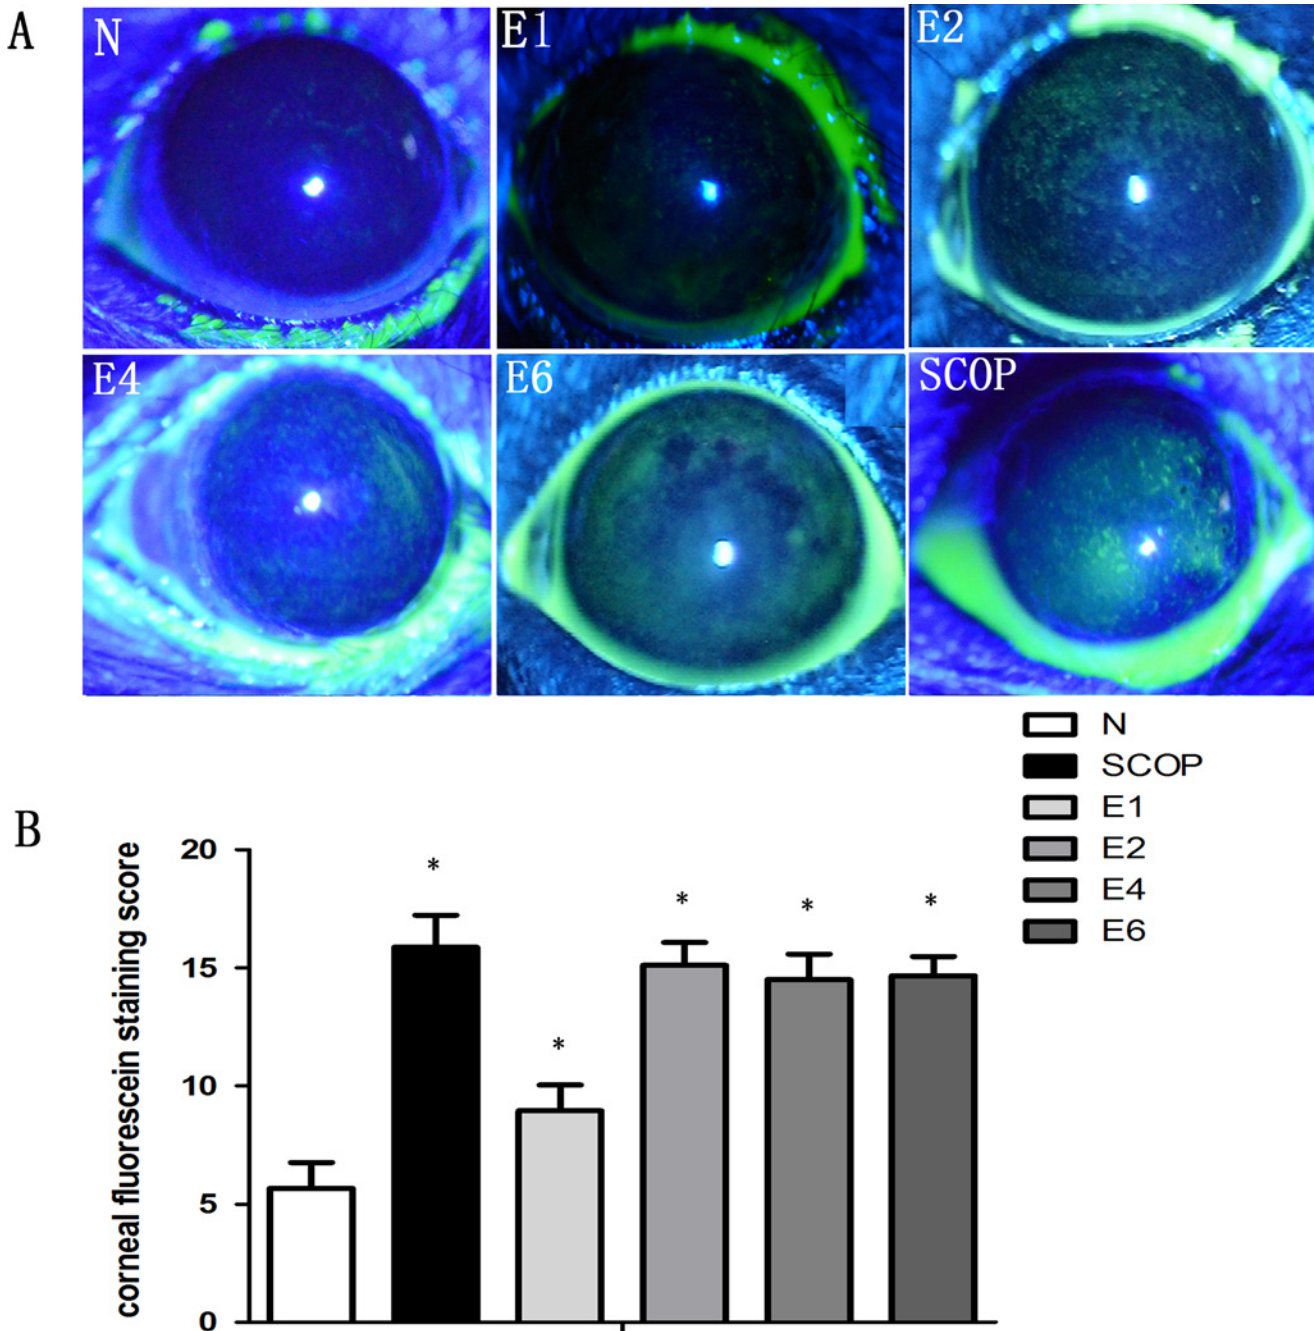 A
N
E1
E2
E4
E6
SCOP
N
SCOP
E1
E2
E4
E6
B
corneal fluorescein staining score
20
15
10
5
0
*
*
*
*
*